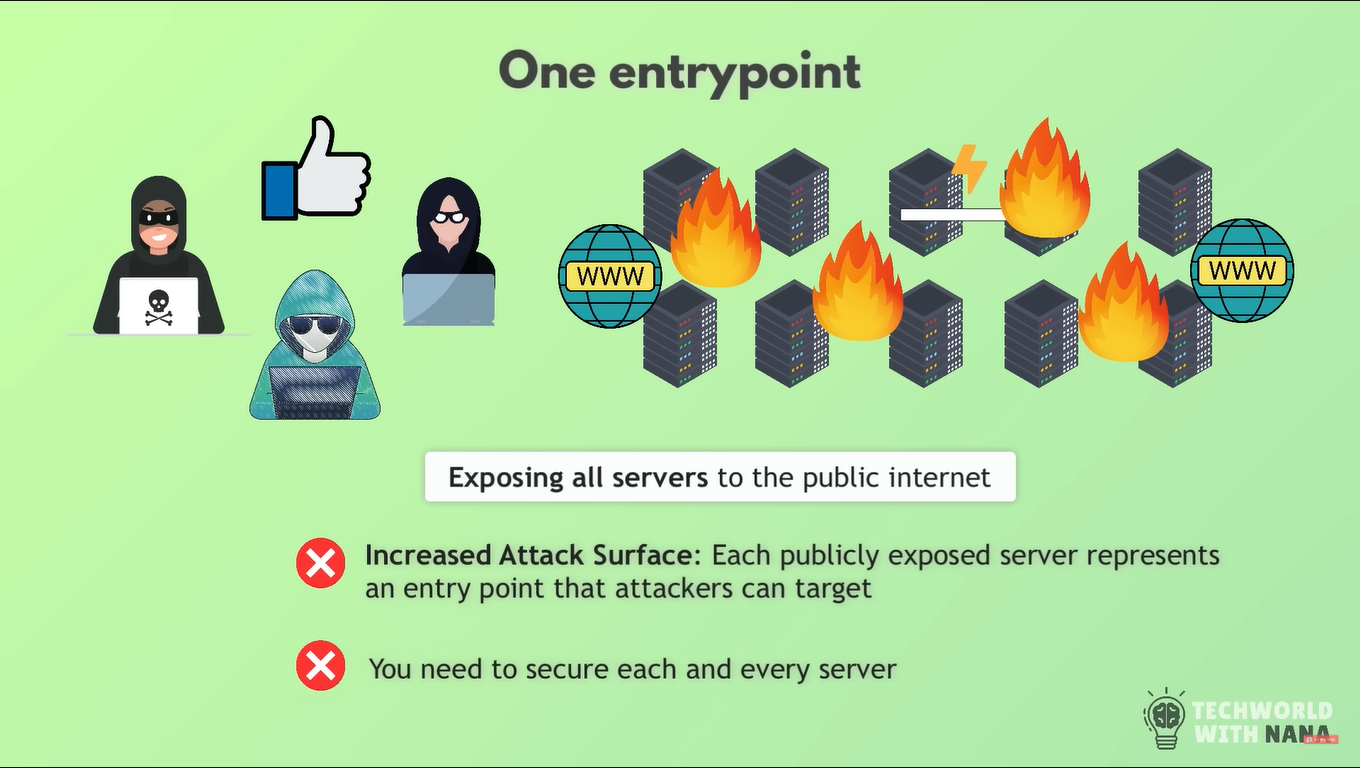 One entrypoint
WWW
WWW
Exposing all servers to the public internet
Increased Attack Surface: Each publicly exposed server represents
an entry point that attackers can target
You need to secure each and every server
TECHWORLD
WITH NANA